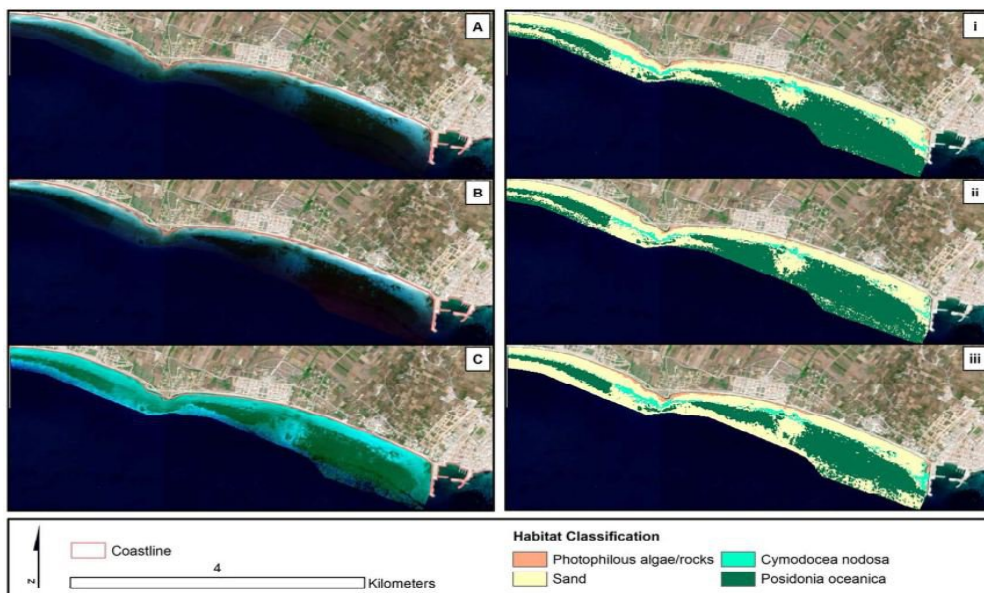 A
i
B
ii
C
iii
N
Coastline
4
Kilometers
Habitat Classification
Photophilous algae/rocks
Cymodocea nodosa
Sand
Posidonia oceanica